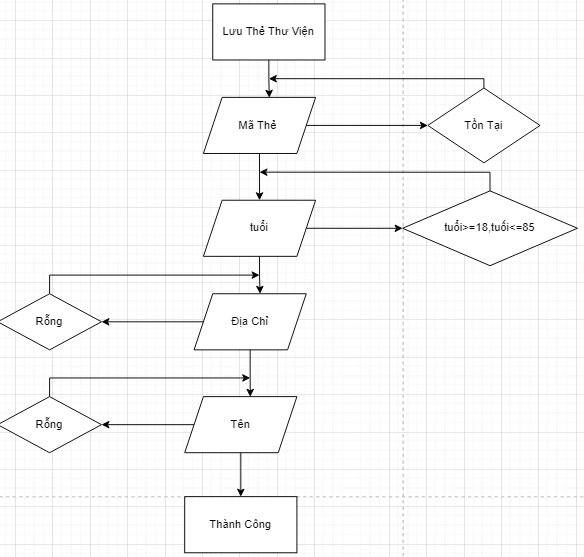 Lưu Thẻ Thư Viện
Mã Thẻ
Tồn Tại
tuổi
tuổi>=18,tuổi<=85
Rỗng
Địa Chỉ
Rỗng
Tên
Thành Công